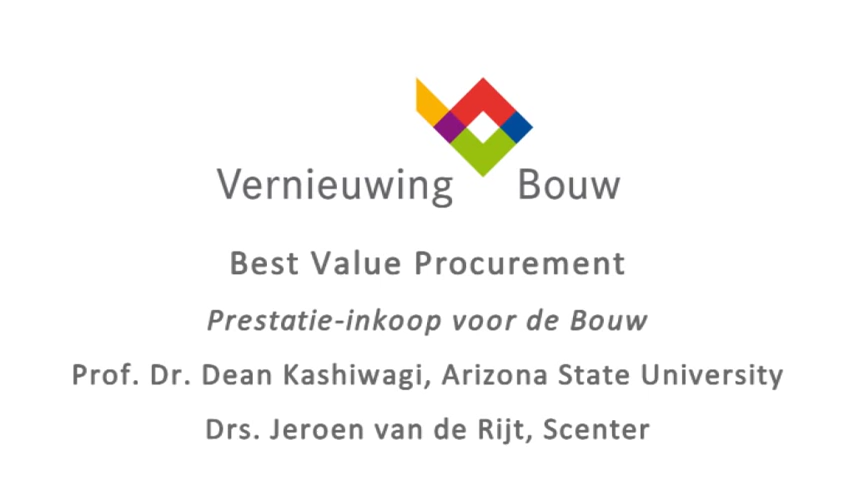 Vernieuwing Bouw
Best Value Procurement
Prestatie-inkoop voor de Bouw
Prof. Dr. Dean Kashiwagi, Arizona State University
Drs. Jeroen van de Rijt, Scenter